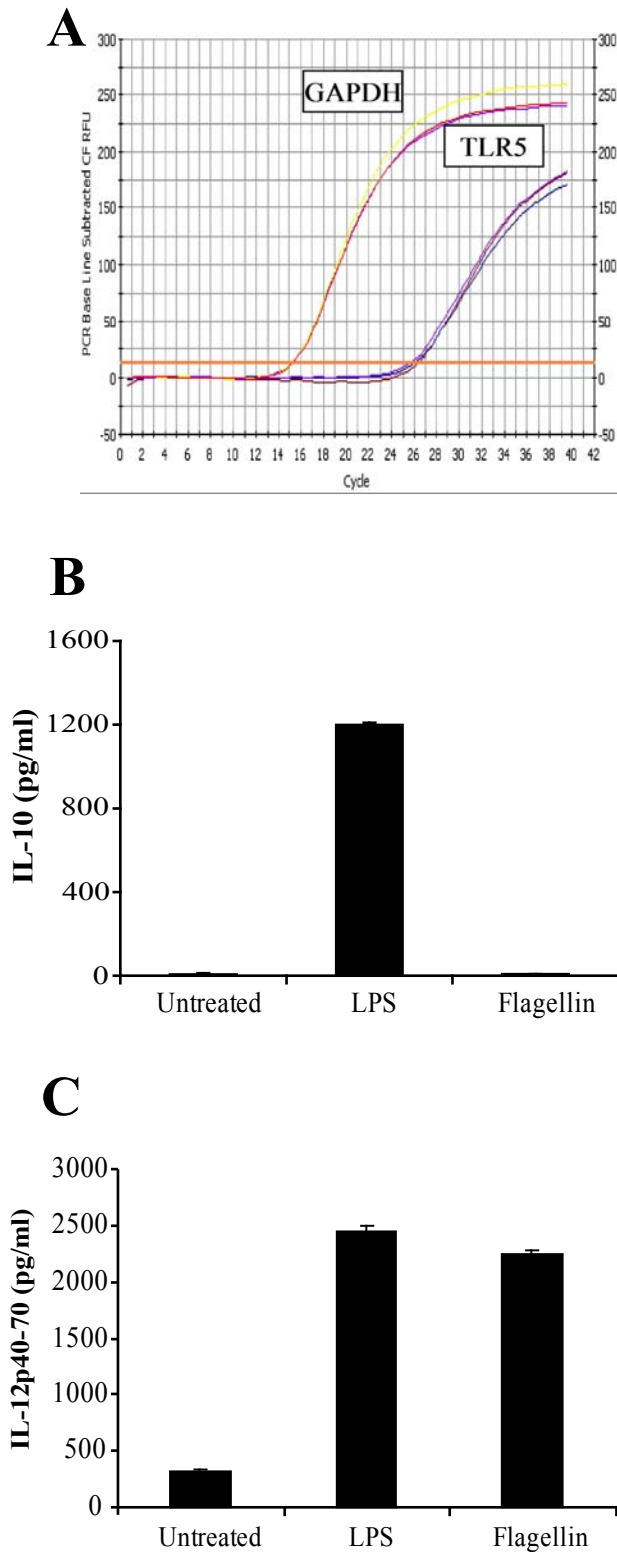 A
300
250
200
150
100
50
0
-50
300
250
200
150
100
50
0
-50
PCR Base Line Subtracted CF RFU
GAPDH
TLR5
0 2 4 6 8 10 12 14 16 18 20 22 24 26 28 30 32 34 36 38 40 42
Cycle
B
1600
1200
800
400
0
IL-10 (pg/ml)
Untreated LPS Flagellin
C
3000
2500
2000
1500
1000
500
0
IL-12p40-70 (pg/ml)
Untreated LPS Flagellin